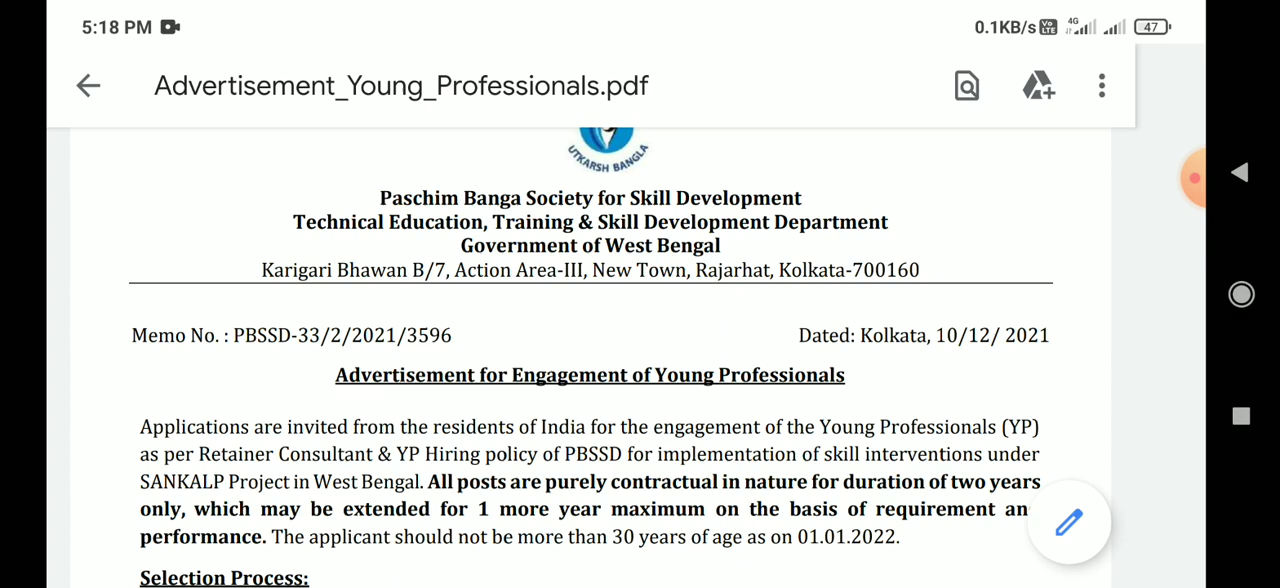 5:18 PM 0.1KB/s Vo LTE 4G 47
Advertisement_Young_Professionals.pdf
UTKARSH BANGLA
Paschim Banga Society for Skill Development
Technical Education, Training & Skill Development Department
Government of West Bengal
Karigari Bhawan B/7, Action Area-III, New Town, Rajarhat, Kolkata-700160
Memo No. : PBSSD-33/2/2021/3596 Dated: Kolkata, 10/12/ 2021
Advertisement for Engagement of Young Professionals
Applications are invited from the residents of India for the engagement of the Young Professionals (YP)
as per Retainer Consultant & YP Hiring policy of PBSSD for implementation of skill interventions under
SANKALP Project in West Bengal. All posts are purely contractual in nature for duration of two years
only, which may be extended for 1 more year maximum on the basis of requirement an
performance. The applicant should not be more than 30 years of age as on 01.01.2022.
Selection Process: